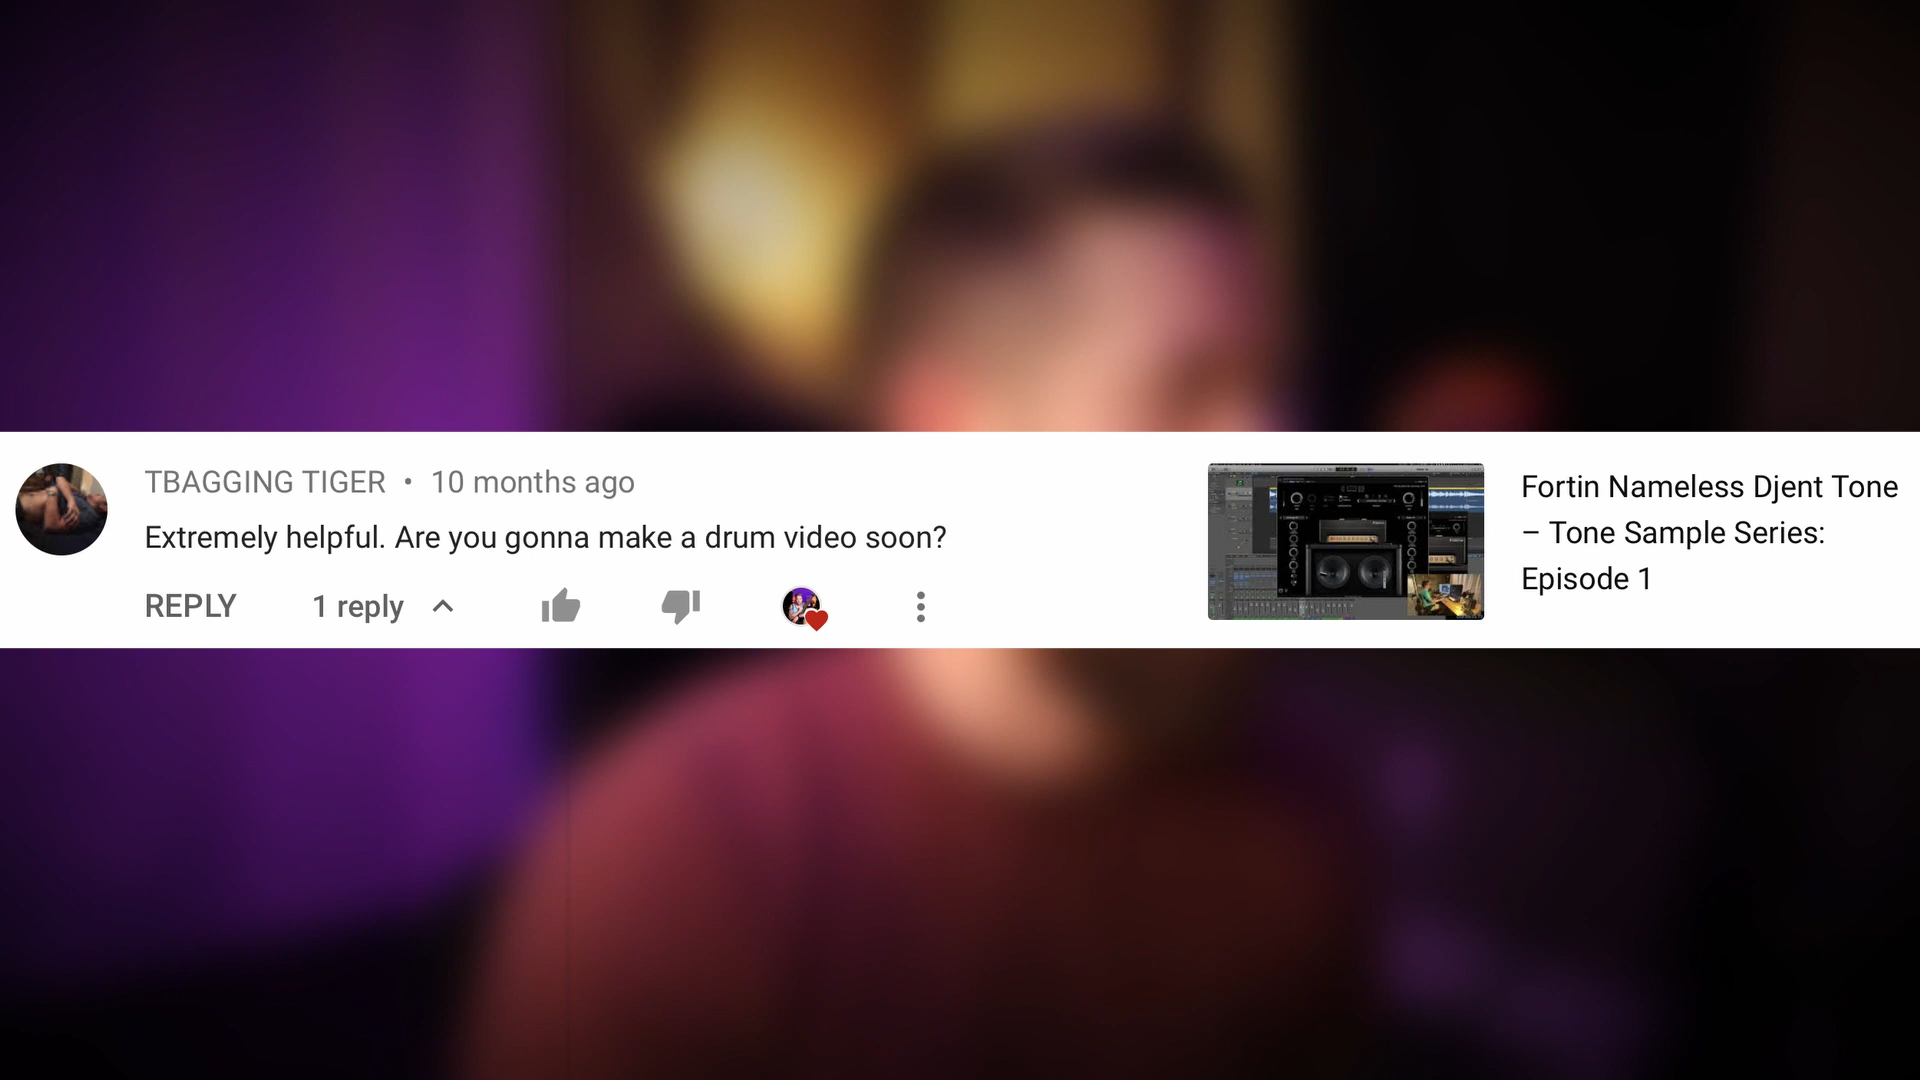 TBAGGING TIGER • 10 months ago
Extremely helpful. Are you gonna make a drum video soon?
REPLY 1 reply
Fortin Nameless Djent Tone
– Tone Sample Series:
Episode 1